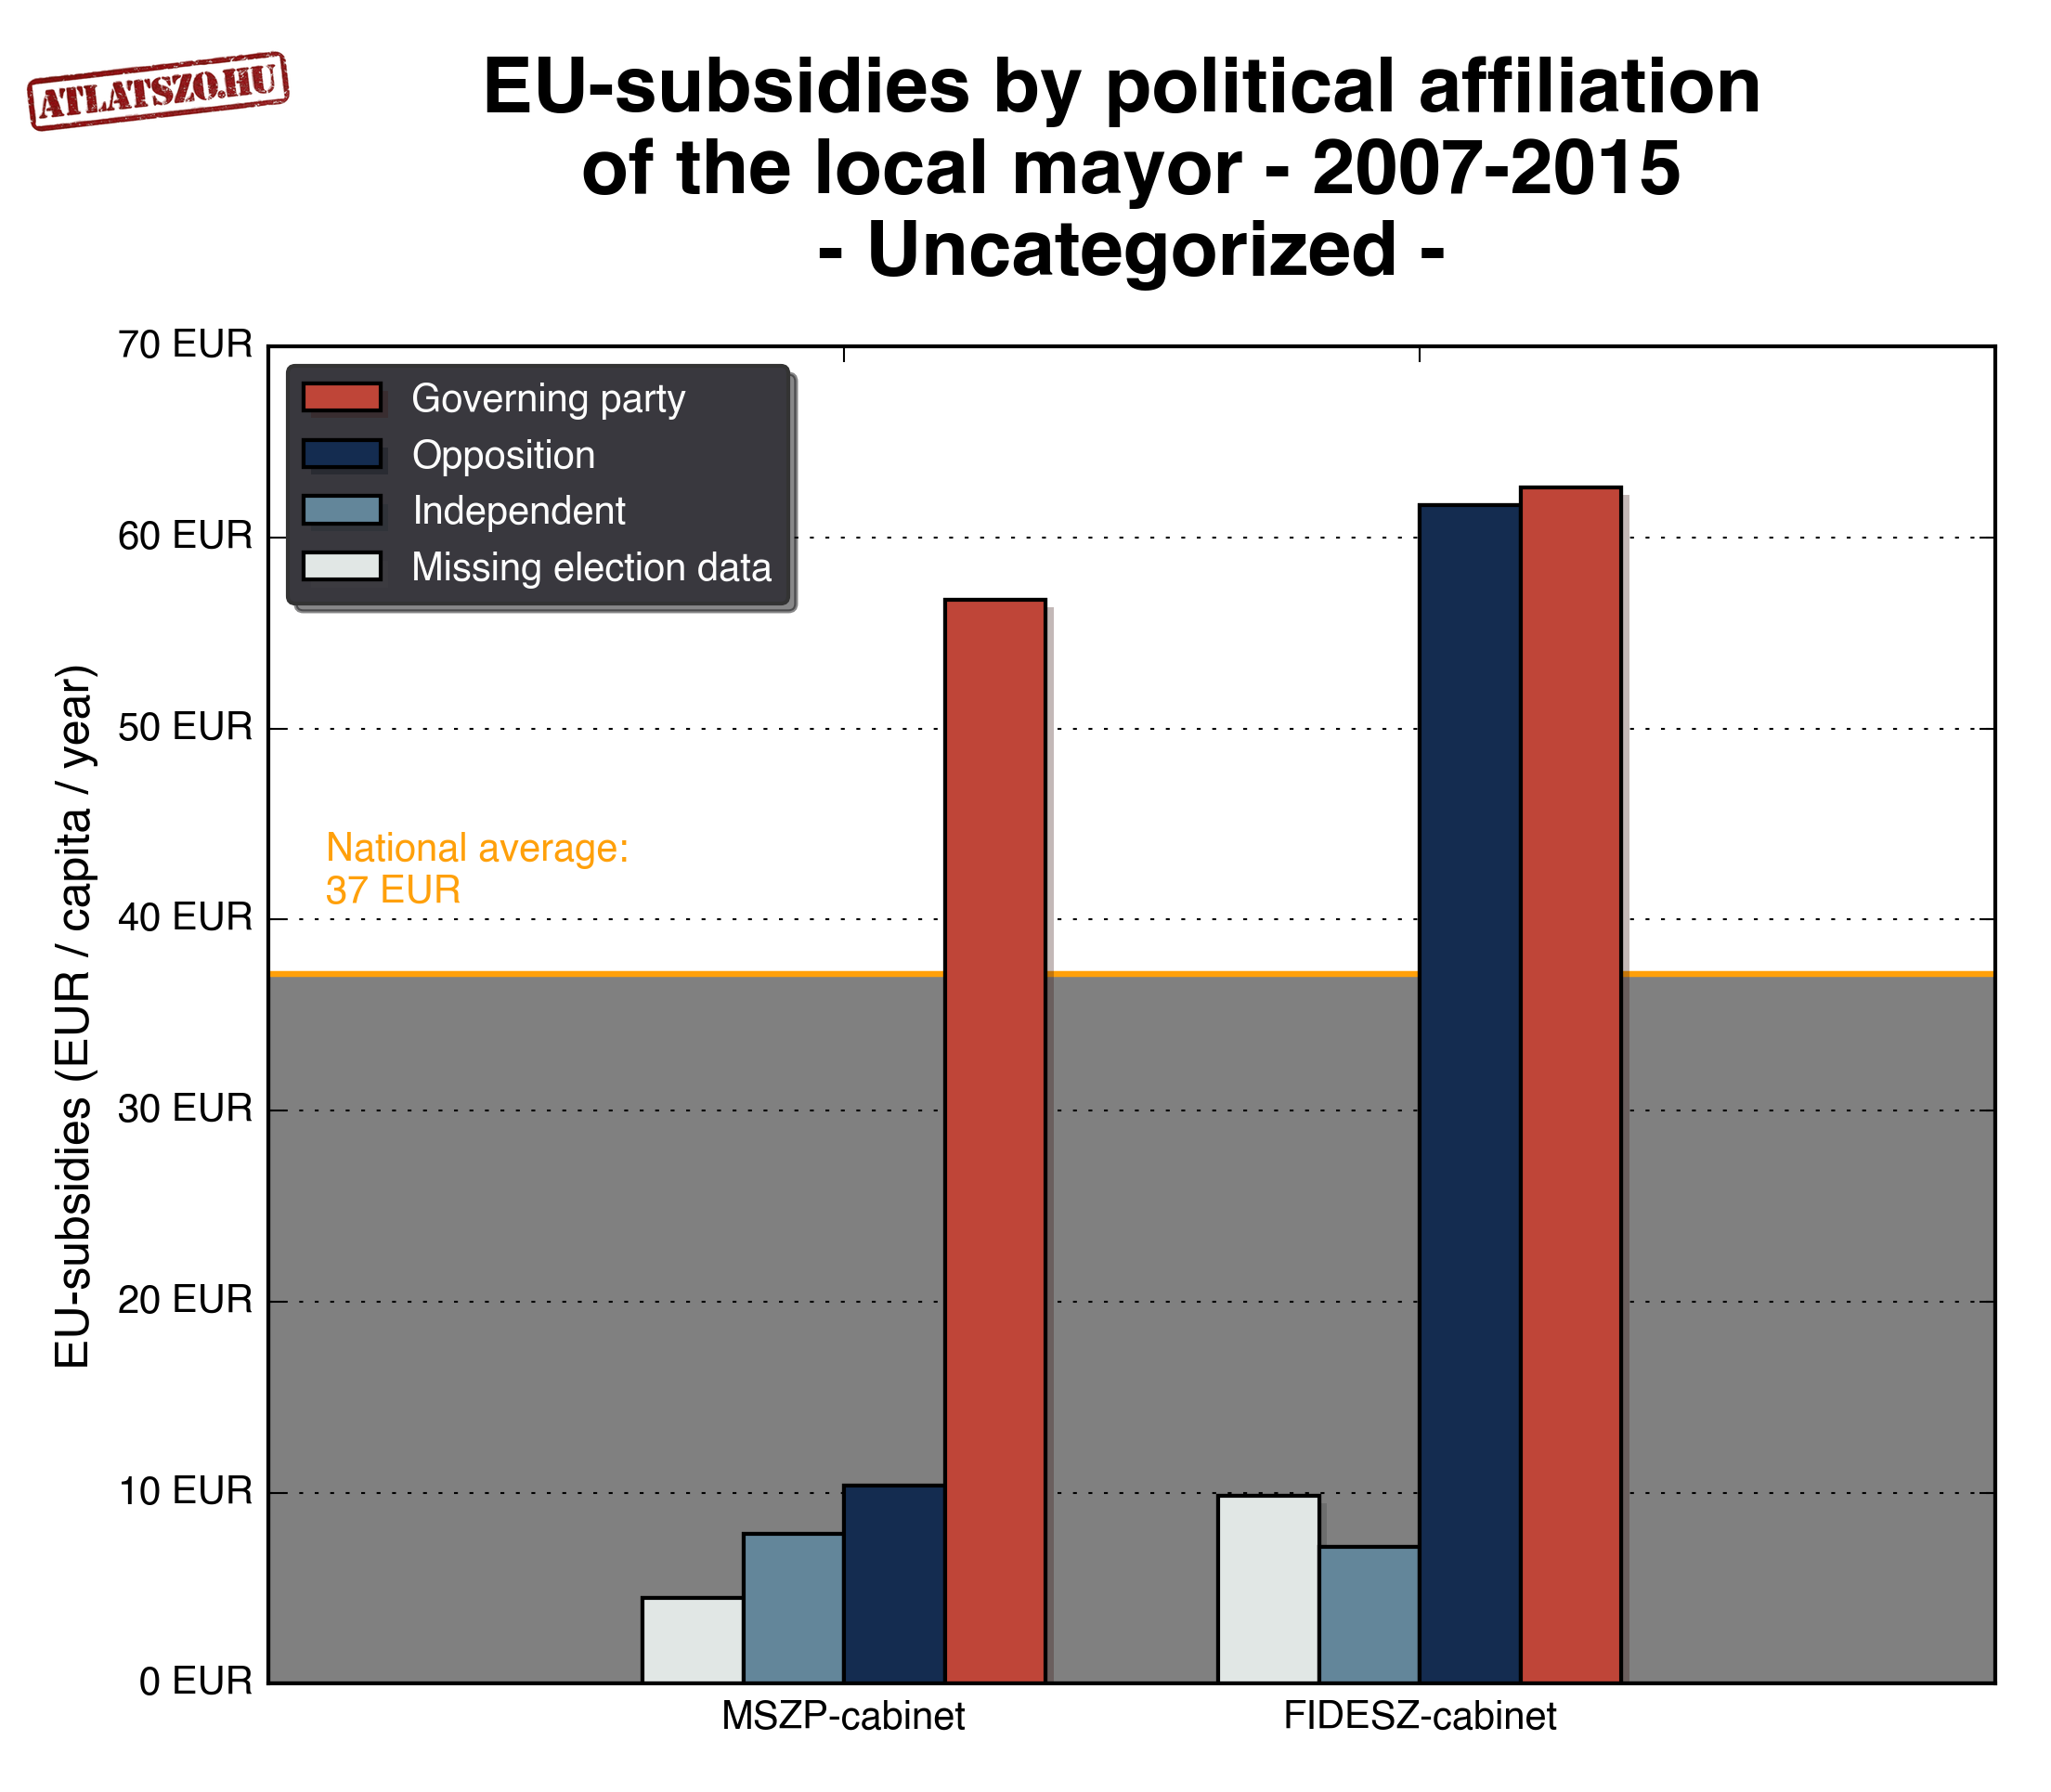 ATLATSZO.HU
EU-subsidies by political affiliation
of the local mayor - 2007-2015
- Uncategorized -
EU-subsidies (EUR / capita / year)
70 EUR
60 EUR
50 EUR
40 EUR
30 EUR
20 EUR
10 EUR
0 EUR
Governing party
Opposition
Independent
Missing election data
National average:
37 EUR
MSZP-cabinet
FIDESZ-cabinet